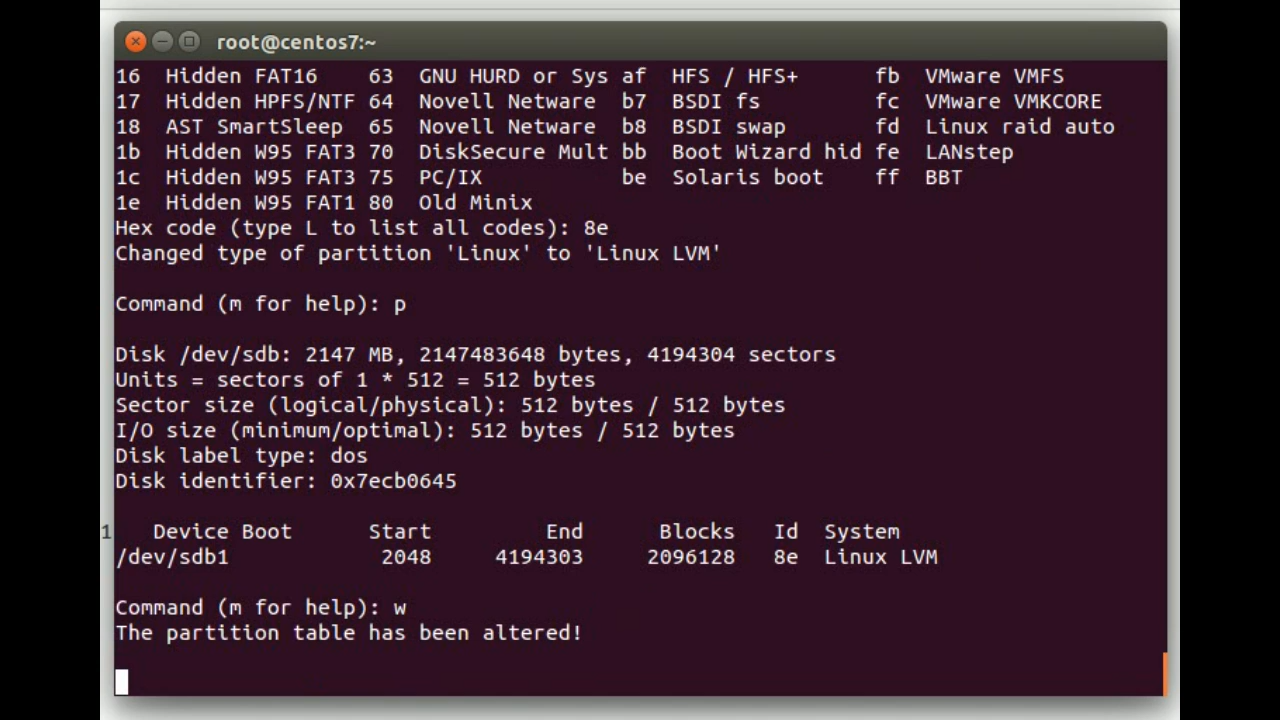 root@centos7:~
16  Hidden FAT16    63  GNU HURD or Sys af  HFS / HFS+      fb  VMware VMFS
17  Hidden HPFS/NTF 64  Novell Netware  b7  BSDI fs         fc  VMware VMKCORE
18  AST SmartSleep  65  Novell Netware  b8  BSDI swap       fd  Linux raid auto
1b  Hidden W95 FAT3 70  DiskSecure Mult bb  Boot Wizard hid fe  LANstep
1c  Hidden W95 FAT3 75  PC/IX           be  Solaris boot    ff  BBT
1e  Hidden W95 FAT1 80  Old Minix
Hex code (type L to list all codes): 8e
Changed type of partition 'Linux' to 'Linux LVM'
Command (m for help): p
Disk /dev/sdb: 2147 MB, 2147483648 bytes, 4194304 sectors
Units = sectors of 1 * 512 = 512 bytes
Sector size (logical/physical): 512 bytes / 512 bytes
I/O size (minimum/optimal): 512 bytes / 512 bytes
Disk label type: dos
Disk identifier: 0x7ecb0645
1   Device Boot      Start         End      Blocks   Id  System
/dev/sdb1            2048     4194303     2096128   8e  Linux LVM
Command (m for help): w
The partition table has been altered!